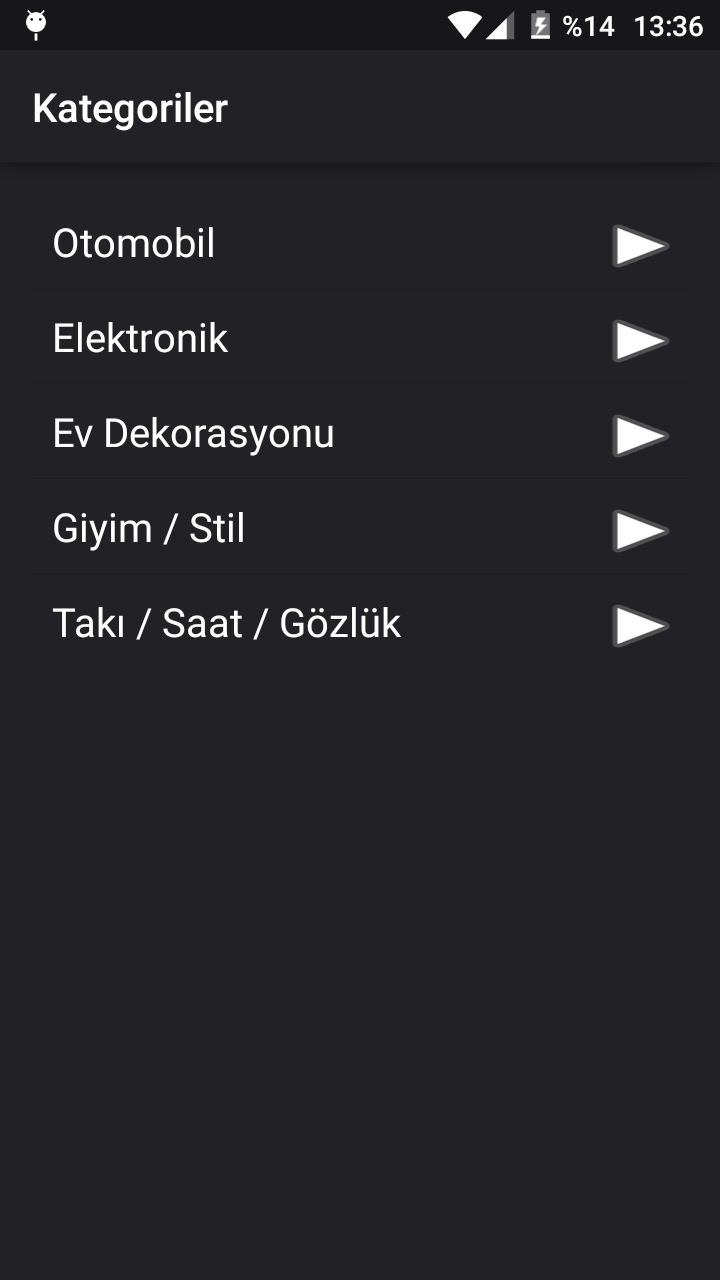 %14 13:36
Kategoriler
Otomobil
Elektronik
Ev Dekorasyonu
Giyim / Stil
Takı / Saat / Gözlük